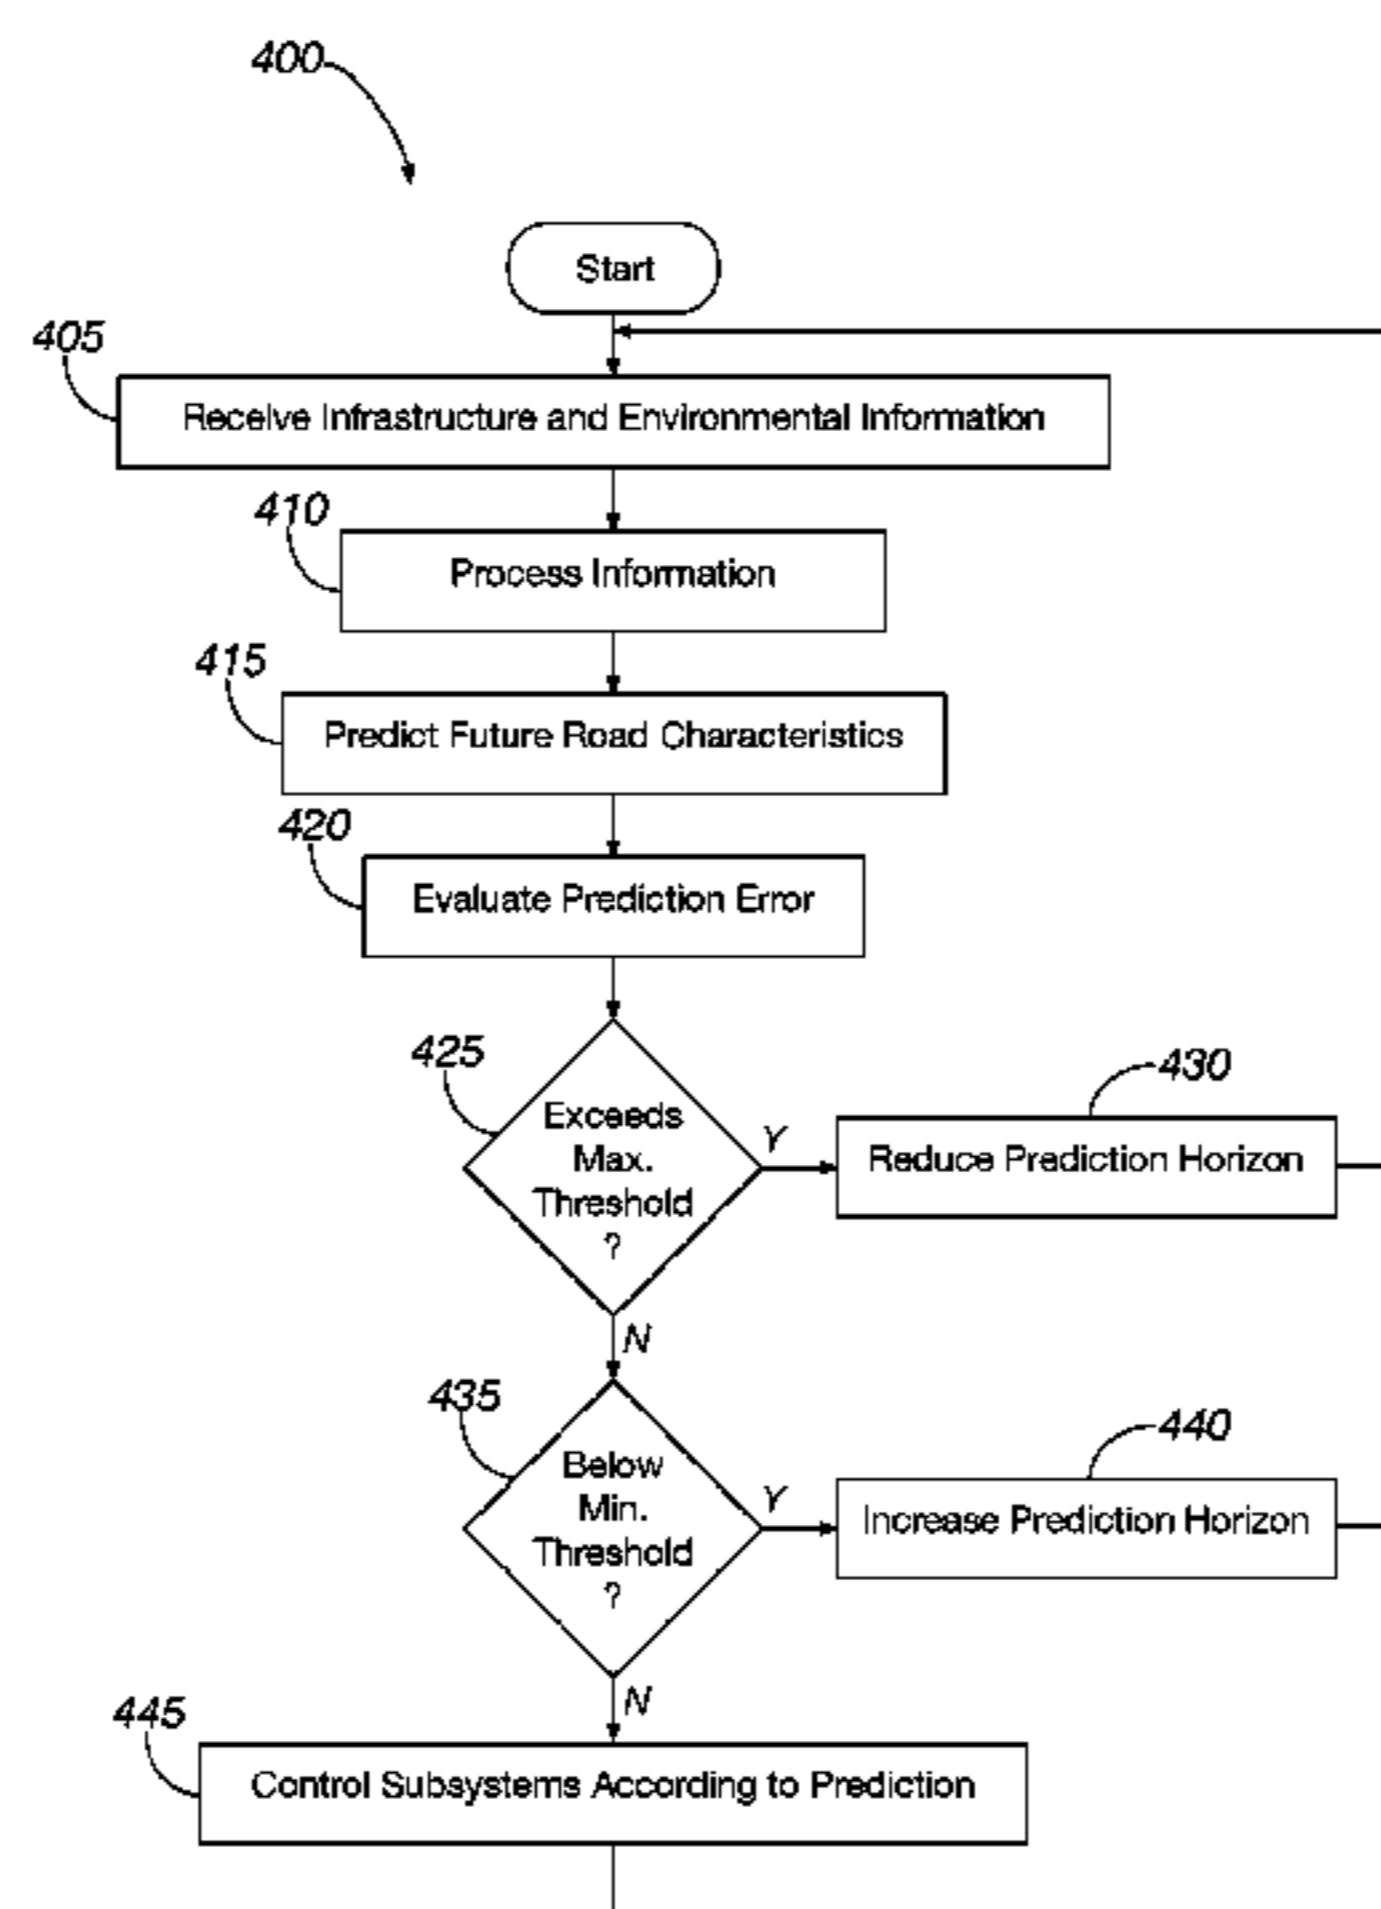 400
Start
405
Receive Infrastructure and Environmental Information
410
Process Information
415
Predict Future Road Characteristics
420
Evaluate Prediction Error
425
Exceeds
Max.
Threshold
?
Y
430
Reduce Prediction Horizon
N
435
Below
Min.
Threshold
?
Y
440
Increase Prediction Horizon
N
445
Control Subsystems According to Prediction